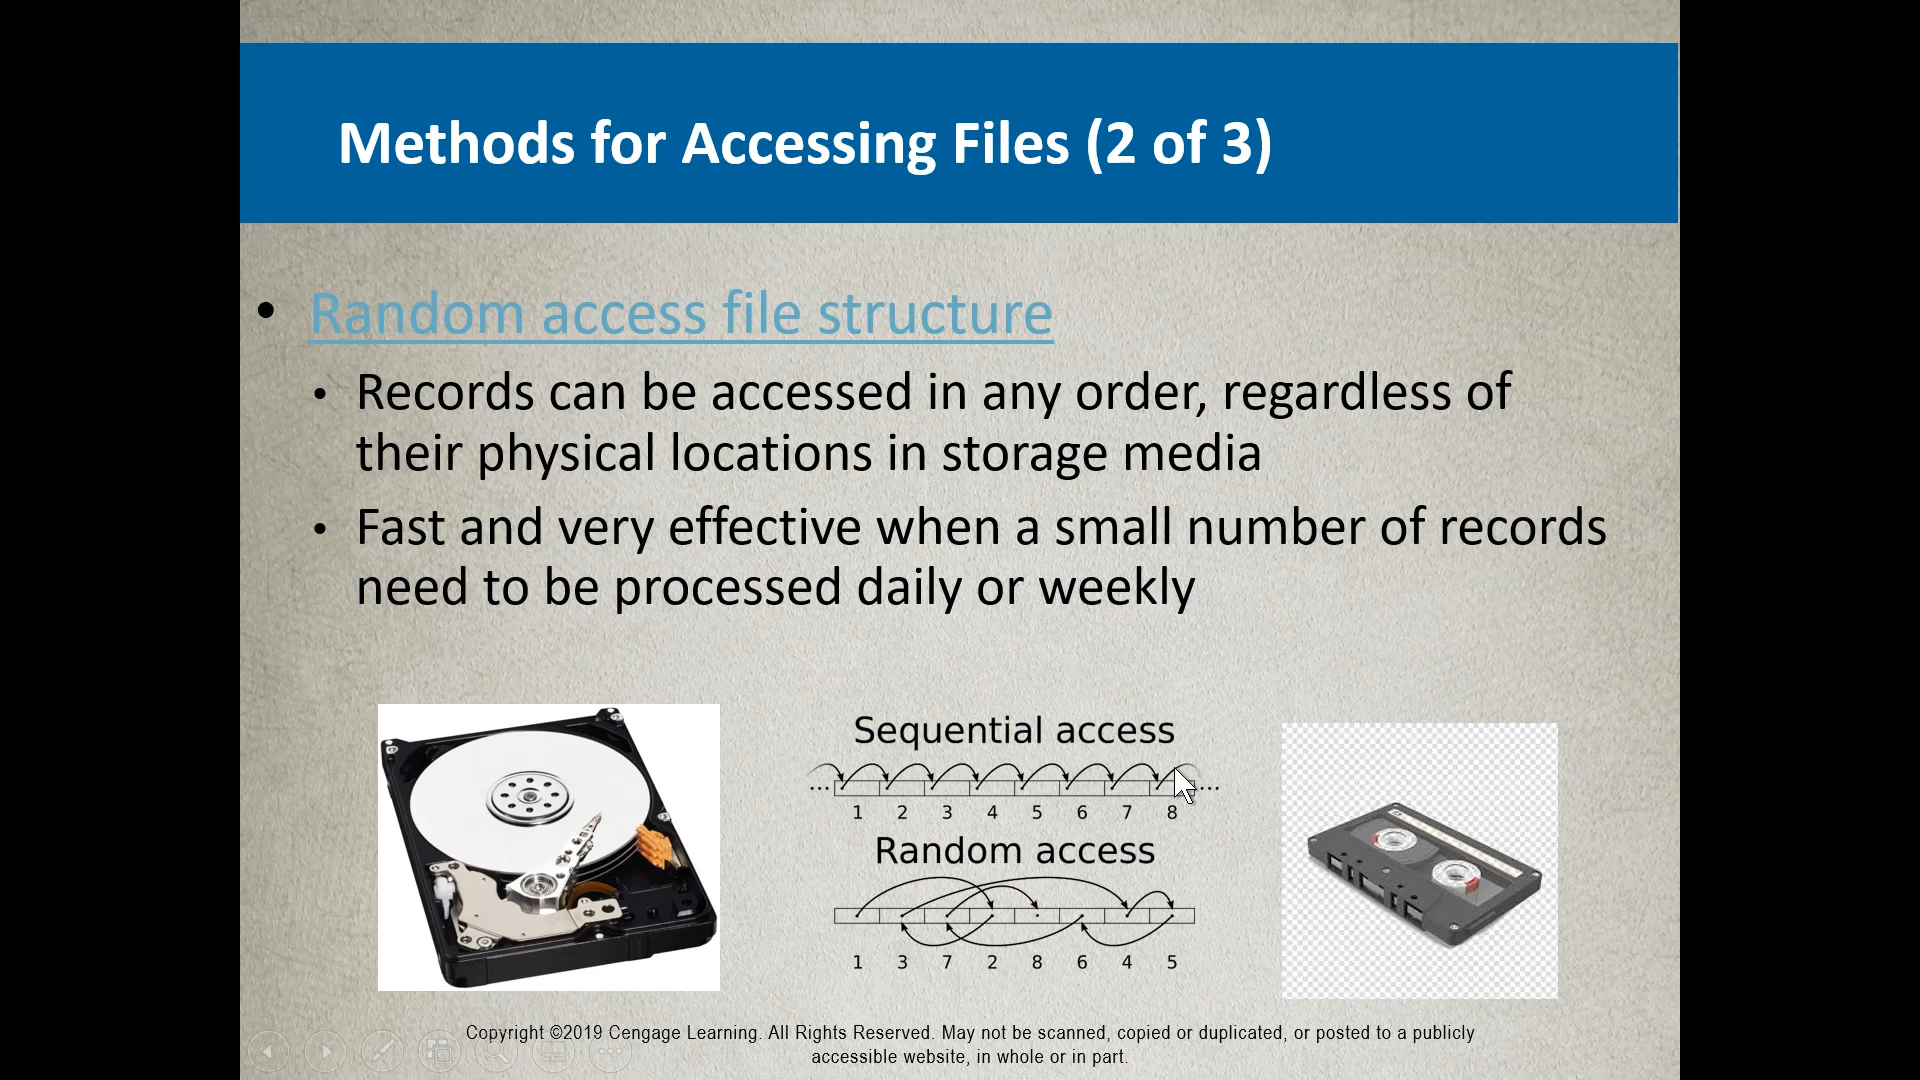 Methods for Accessing Files (2 of 3)
• Random access file structure
• Records can be accessed in any order, regardless of
their physical locations in storage media
• Fast and very effective when a small number of records
need to be processed daily or weekly
Sequential access
... ...
1 2 3 4 5 6 7 8
Random access
1 3 7 2 8 6 4 5
Copyright ©2019 Cengage Learning. All Rights Reserved. May not be scanned, copied or duplicated, or posted to a publicly
accessible website, in whole or in part.